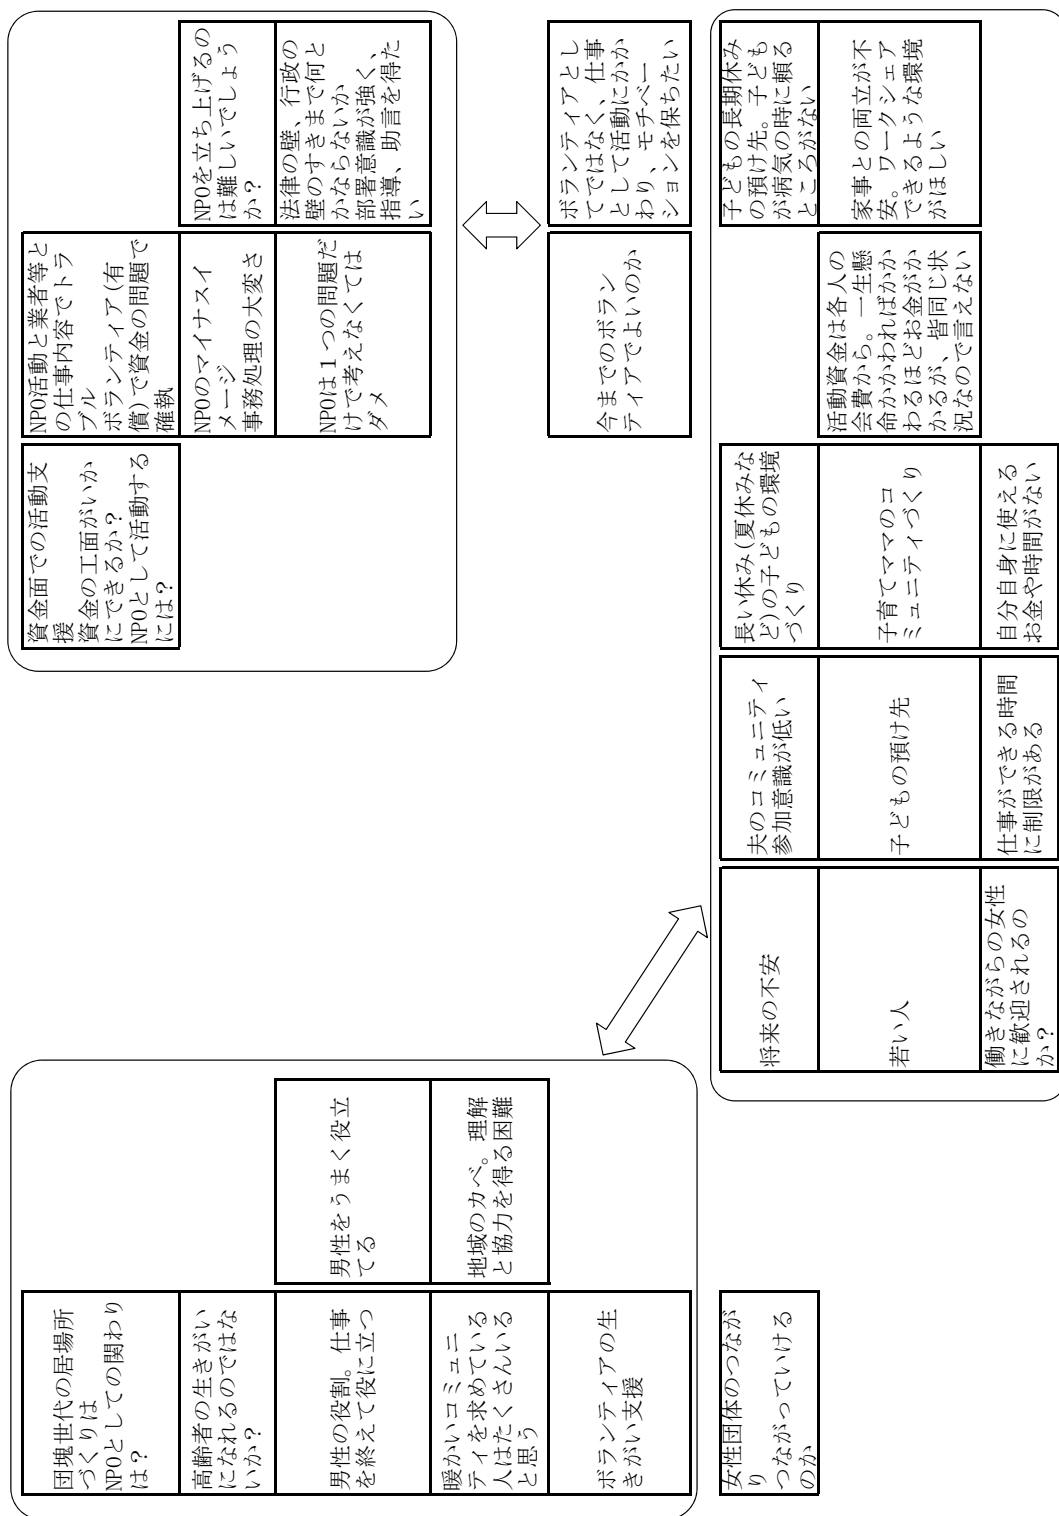 団塊世代の居場所
づくりは
NPOとしての関わり
は？
高齢者の生きがい
になれるのではな
いか？
男性の役割。仕事
を終えて役に立つ
男性をうまく役立
てる
暖かいコミュニ
ティを求めている
人はたくさんいる
と思う
地域のカベ。理解
と協力を得る困難
ボランティアの生
きがい支援
女性団体のつなが
り
つながっていける
のか
資金面での活動支
援
資金の工面がいか
にできるか？
NPOとして活動する
には？
NPO活動と業者等と
の仕事内容でトラ
ブル
ボランティア(有
償)で資金の問題で
確執
NPOのマイナスイ
メージ
事務処理の大変さ
NPOを立ち上げるの
は難しいでしょう
か？
NPOは１つの問題だ
けで考えなくては
ダメ
法律の壁、行政の
壁のすきまで何と
かならないか
部署意識が強く、
指導、助言を得た
い
今までのボラン
ティアでよいのか
ボランティアとし
てではなく、仕事
として活動にかか
わり、モチベー
ションを保ちたい
将来の不安
夫のコミュニティ
参加意識が低い
長い休み(夏休みな
ど)の子どもの環境
づくり
子どもの長期休み
の預け先。子ども
が病気の時に頼る
ところがない
若い人
子どもの預け先
子育てママのコ
ミュニティづくり
活動資金は各人の
会費から。一生懸
命かかわればかか
わるほどお金がか
かるが、皆同じ状
況なので言えない
家事との両立が不
安。ワークシェア
できるような環境
がほしい
働きながらの女性
に歓迎されるの
か？
仕事ができる時間
に制限がある
自分自身に使える
お金や時間がない